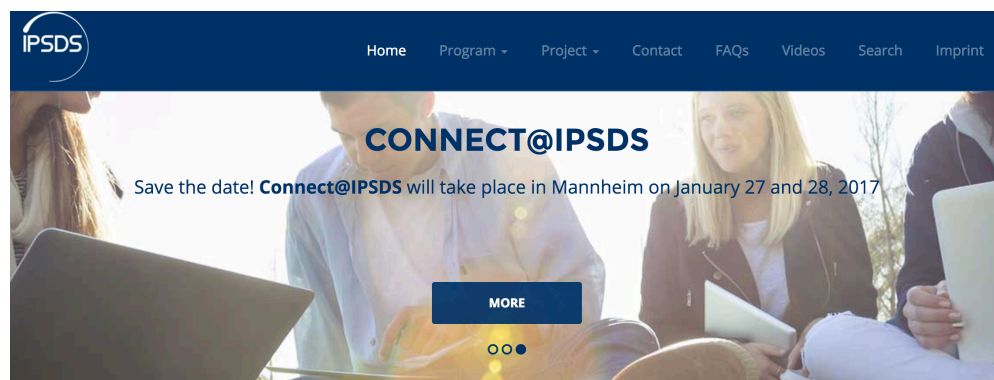 IPSDS
Home Program Project Contact FAQs Videos Search Imprint
CONNECT@IPSDS
Save the date! Connect@IPSDS will take place in Mannheim on January 27 and 28, 2017
MORE